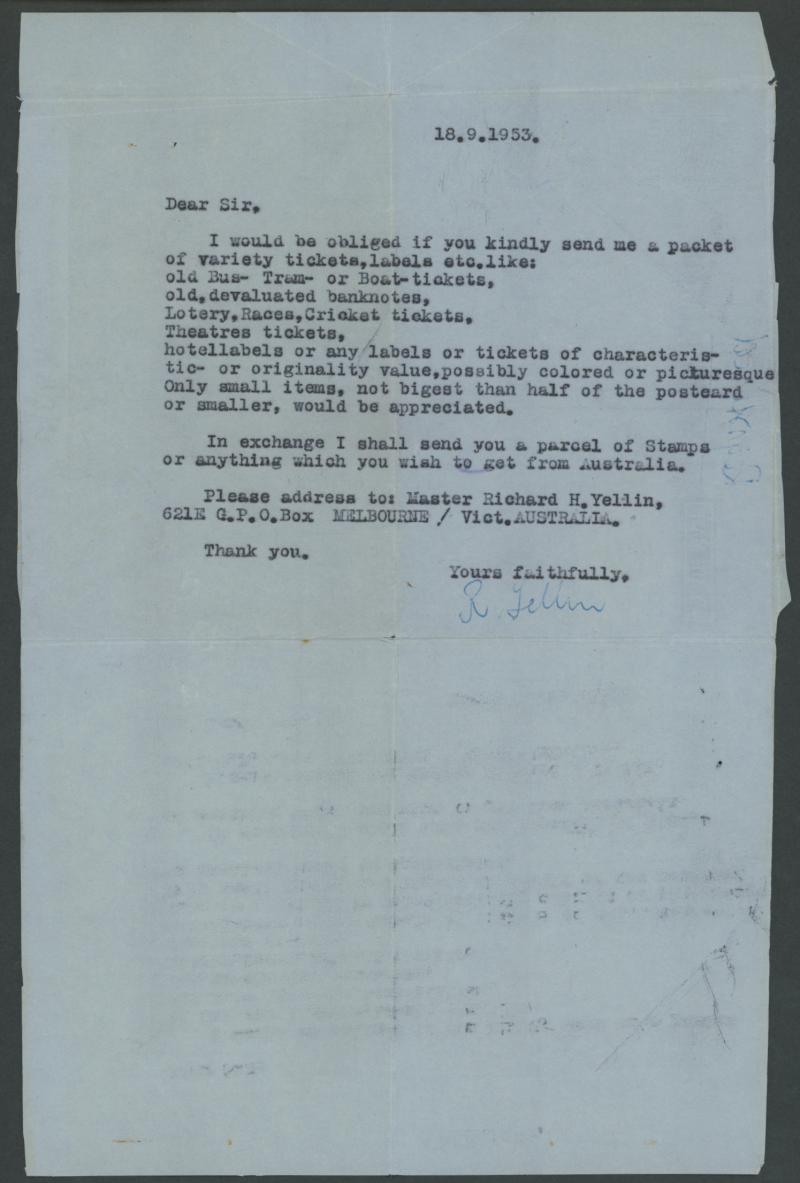 18.9.1953.
Dear Sir,
I would be obliged if you kindly send me a packet
of variety tickets,labels etc.like:
old Bus- Tram- or Boat-tickets,
old,devaluated banknotes,
Lotery,Races,Cricket tickets,
Theatres tickets,
hotellabels or any/labels or tickets of characteris-
tic- or originality value,possibly colored or picturesque
Only small items, not bigest than half of the postcard
or smaller, would be appreciated.
In exchange I shall send you a parcel of Stamps
or anything which you wish to get from Australia.
Please address to: Master Richard H.Yellin,
621E G.P.O.Box MELBOURNE / Vict.AUSTRALIA.
Thank you.
Yours faithfully,
R. Yellin